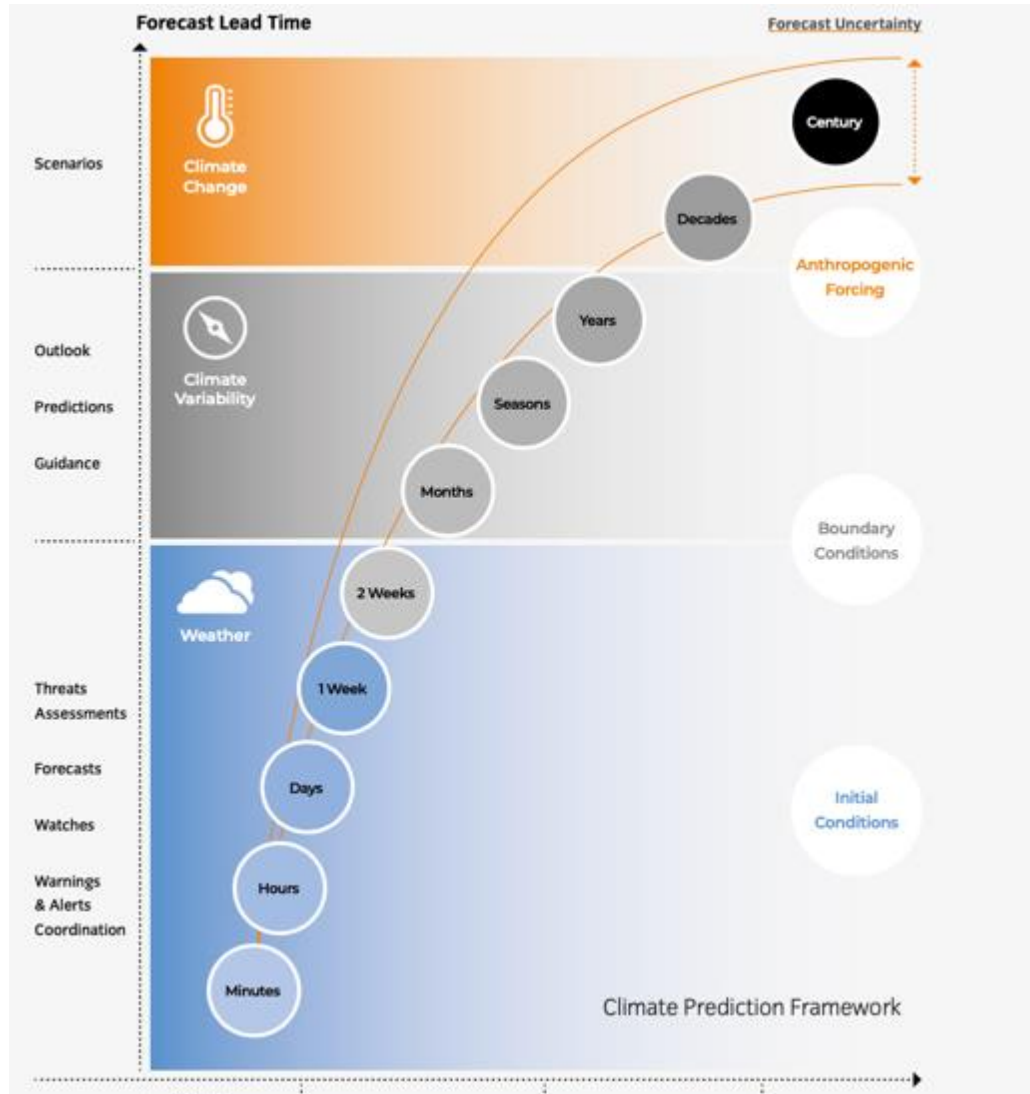 Forecast Lead Time
Forecast Uncertainty
Century
Climate
Change
Scenarios
Decades
Anthropogenic
Forcing
Years
Outlook
Climate
Variability
Predictions
Seasons
Guidance
Months
Boundary
Conditions
2 Weeks
Weather
1 Week
Threats
Assessments
Forecasts
Days
Initial
Conditions
Watches
Warnings
& Alerts
Coordination
Hours
Minutes
Climate Prediction Framework